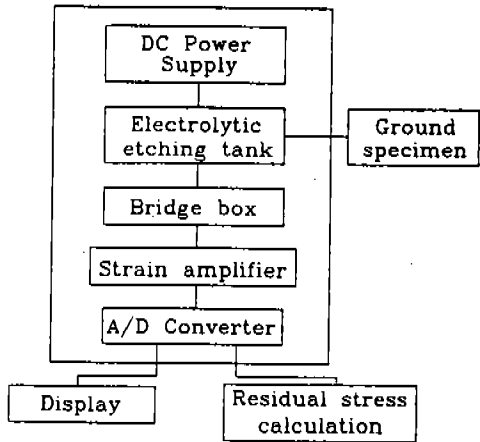 DC Power
Supply
Electrolytic
etching tank
Ground
specimen
Bridge box
Strain amplifier
A/D Converter
Display
Residual stress
calculation